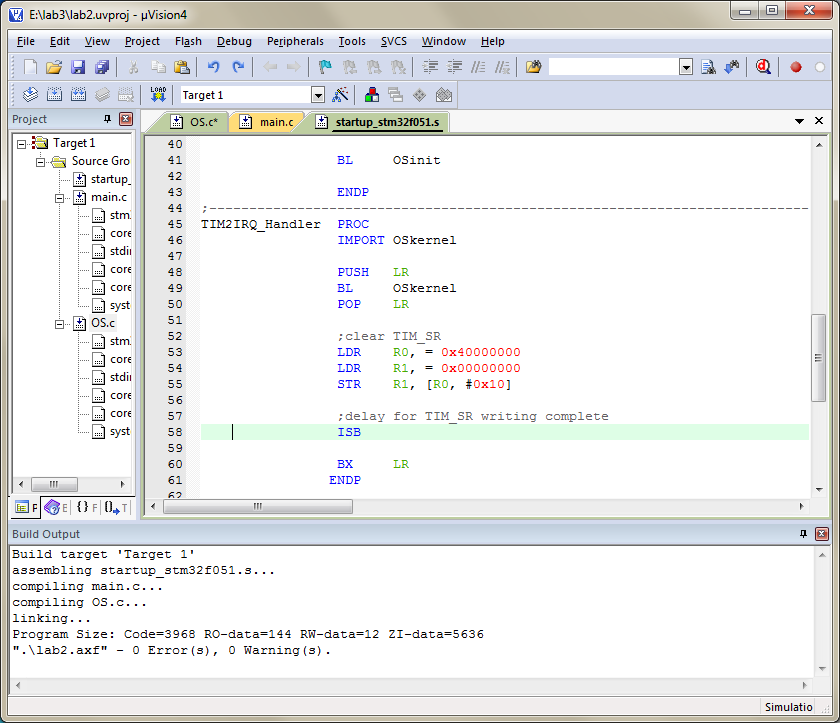 E:\lab3\lab2.uvproj - µVision4
File Edit View Project Flash Debug Peripherals Tools SVCS Window Help
LOAD Target 1
Project
OS.c* main.c startup_stm32f051.s
Target 1
Source Gro
startup_
main.c
stm
core
stdi
core
core
syst
OS.c
stm
core
stdi
core
core
syst
P E {} F 0 T
40
41 BL OSinit
42
43 ENDP
44 ;---------------------------------------------------------------------------
45 TIM2IRQ_Handler PROC
46 IMPORT OSkernel
47
48 PUSH LR
49 BL OSkernel
50 POP LR
51
52 ;clear TIM_SR
53 LDR R0, = 0x40000000
54 LDR R1, = 0x00000000
55 STR R1, [R0, #0x10]
56
57 ;delay for TIM_SR writing complete
58 ISB
59
60 BX LR
61 ENDP
62
Build Output
Build target 'Target 1'
assembling startup_stm32f051.s...
compiling main.c...
compiling OS.c...
linking...
Program Size: Code=3968 RO-data=144 RW-data=12 ZI-data=5636
".\lab2.axf" - 0 Error(s), 0 Warning(s).
Simulatio